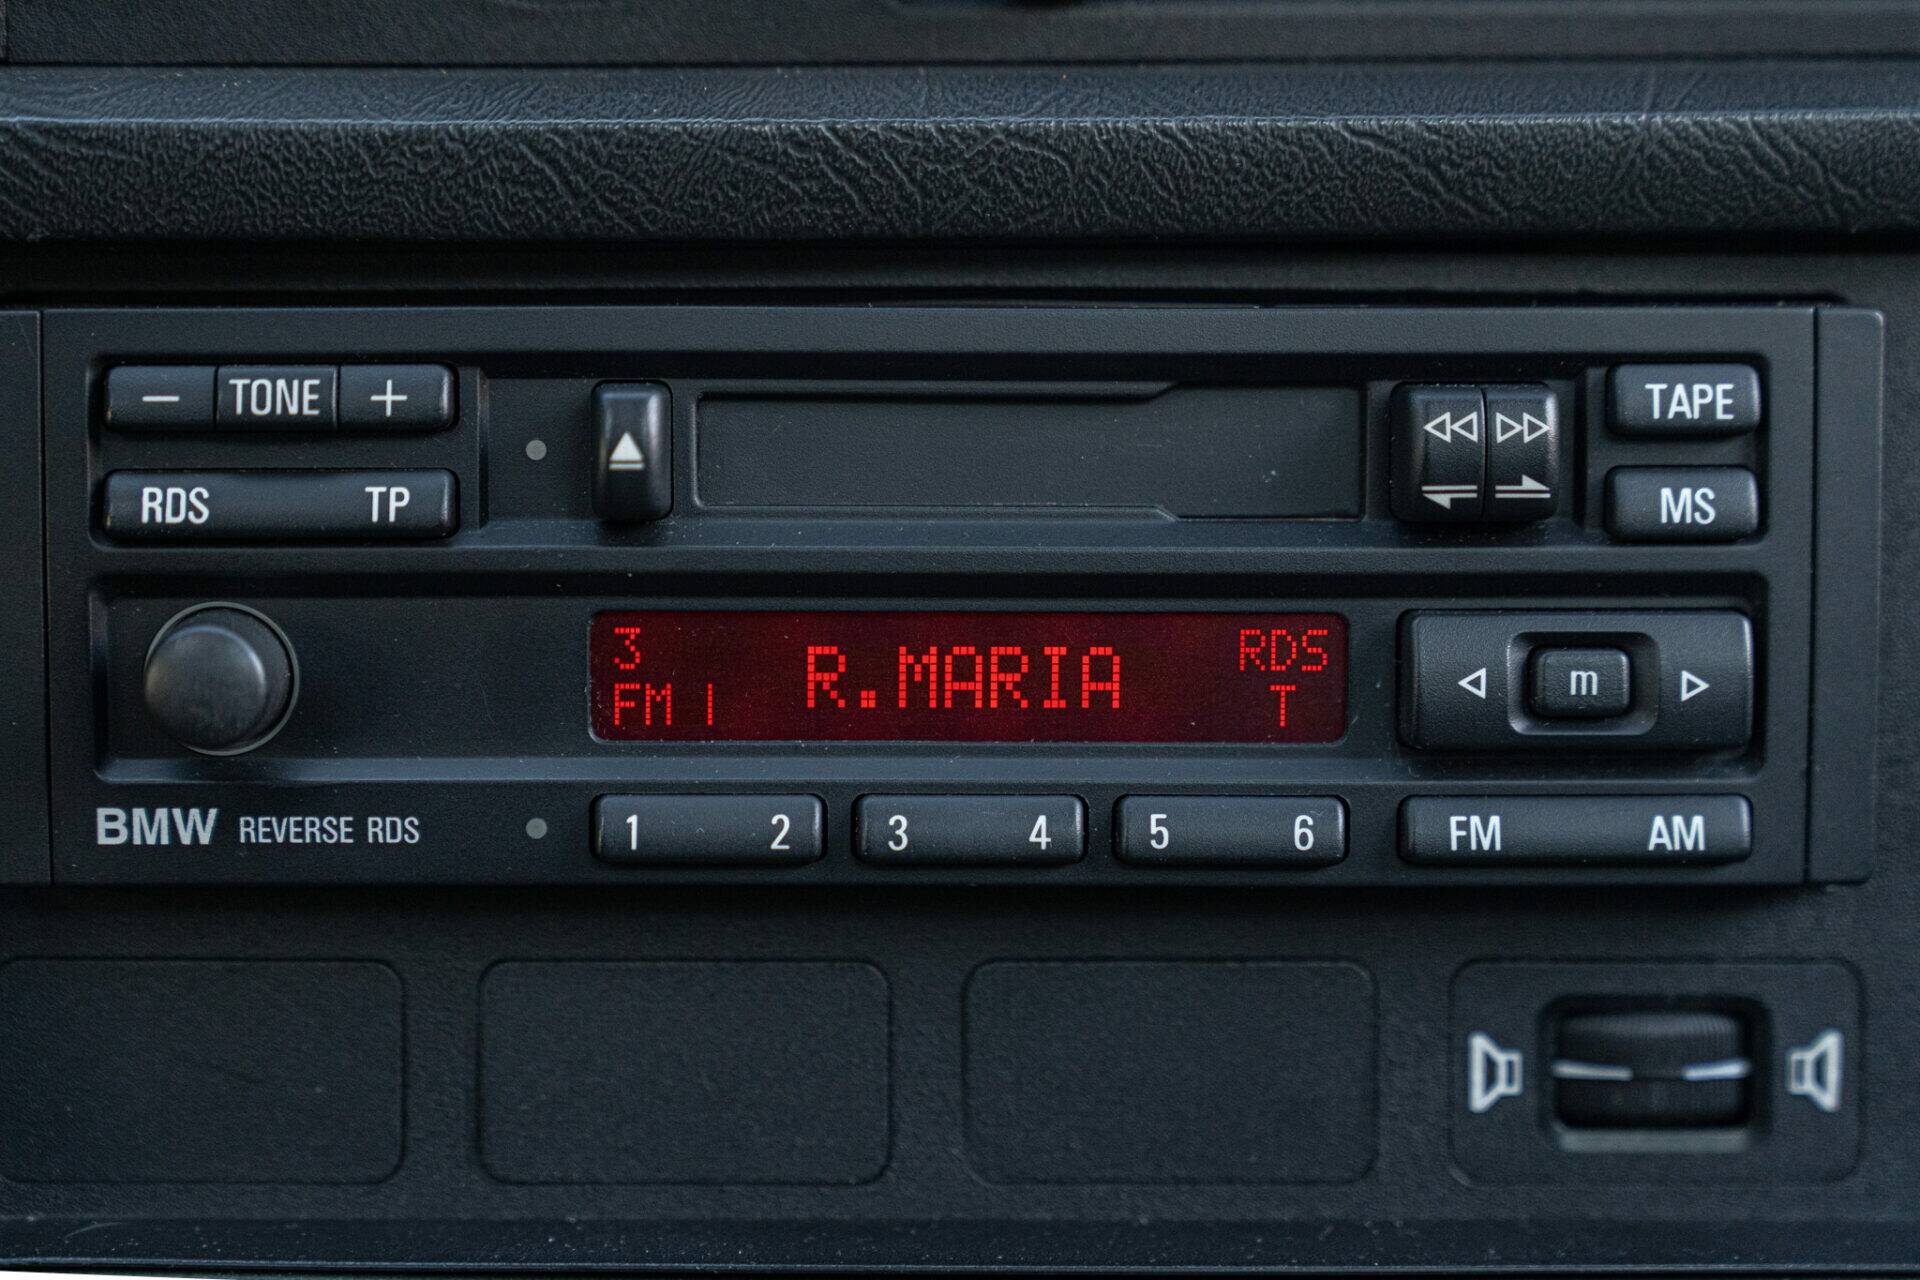 − TONE +
TAPE
RDS TP
MS
3
FM 1
R.MARIA
RDS
T
m
BMW REVERSE RDS
1 2 3 4 5 6 FM AM